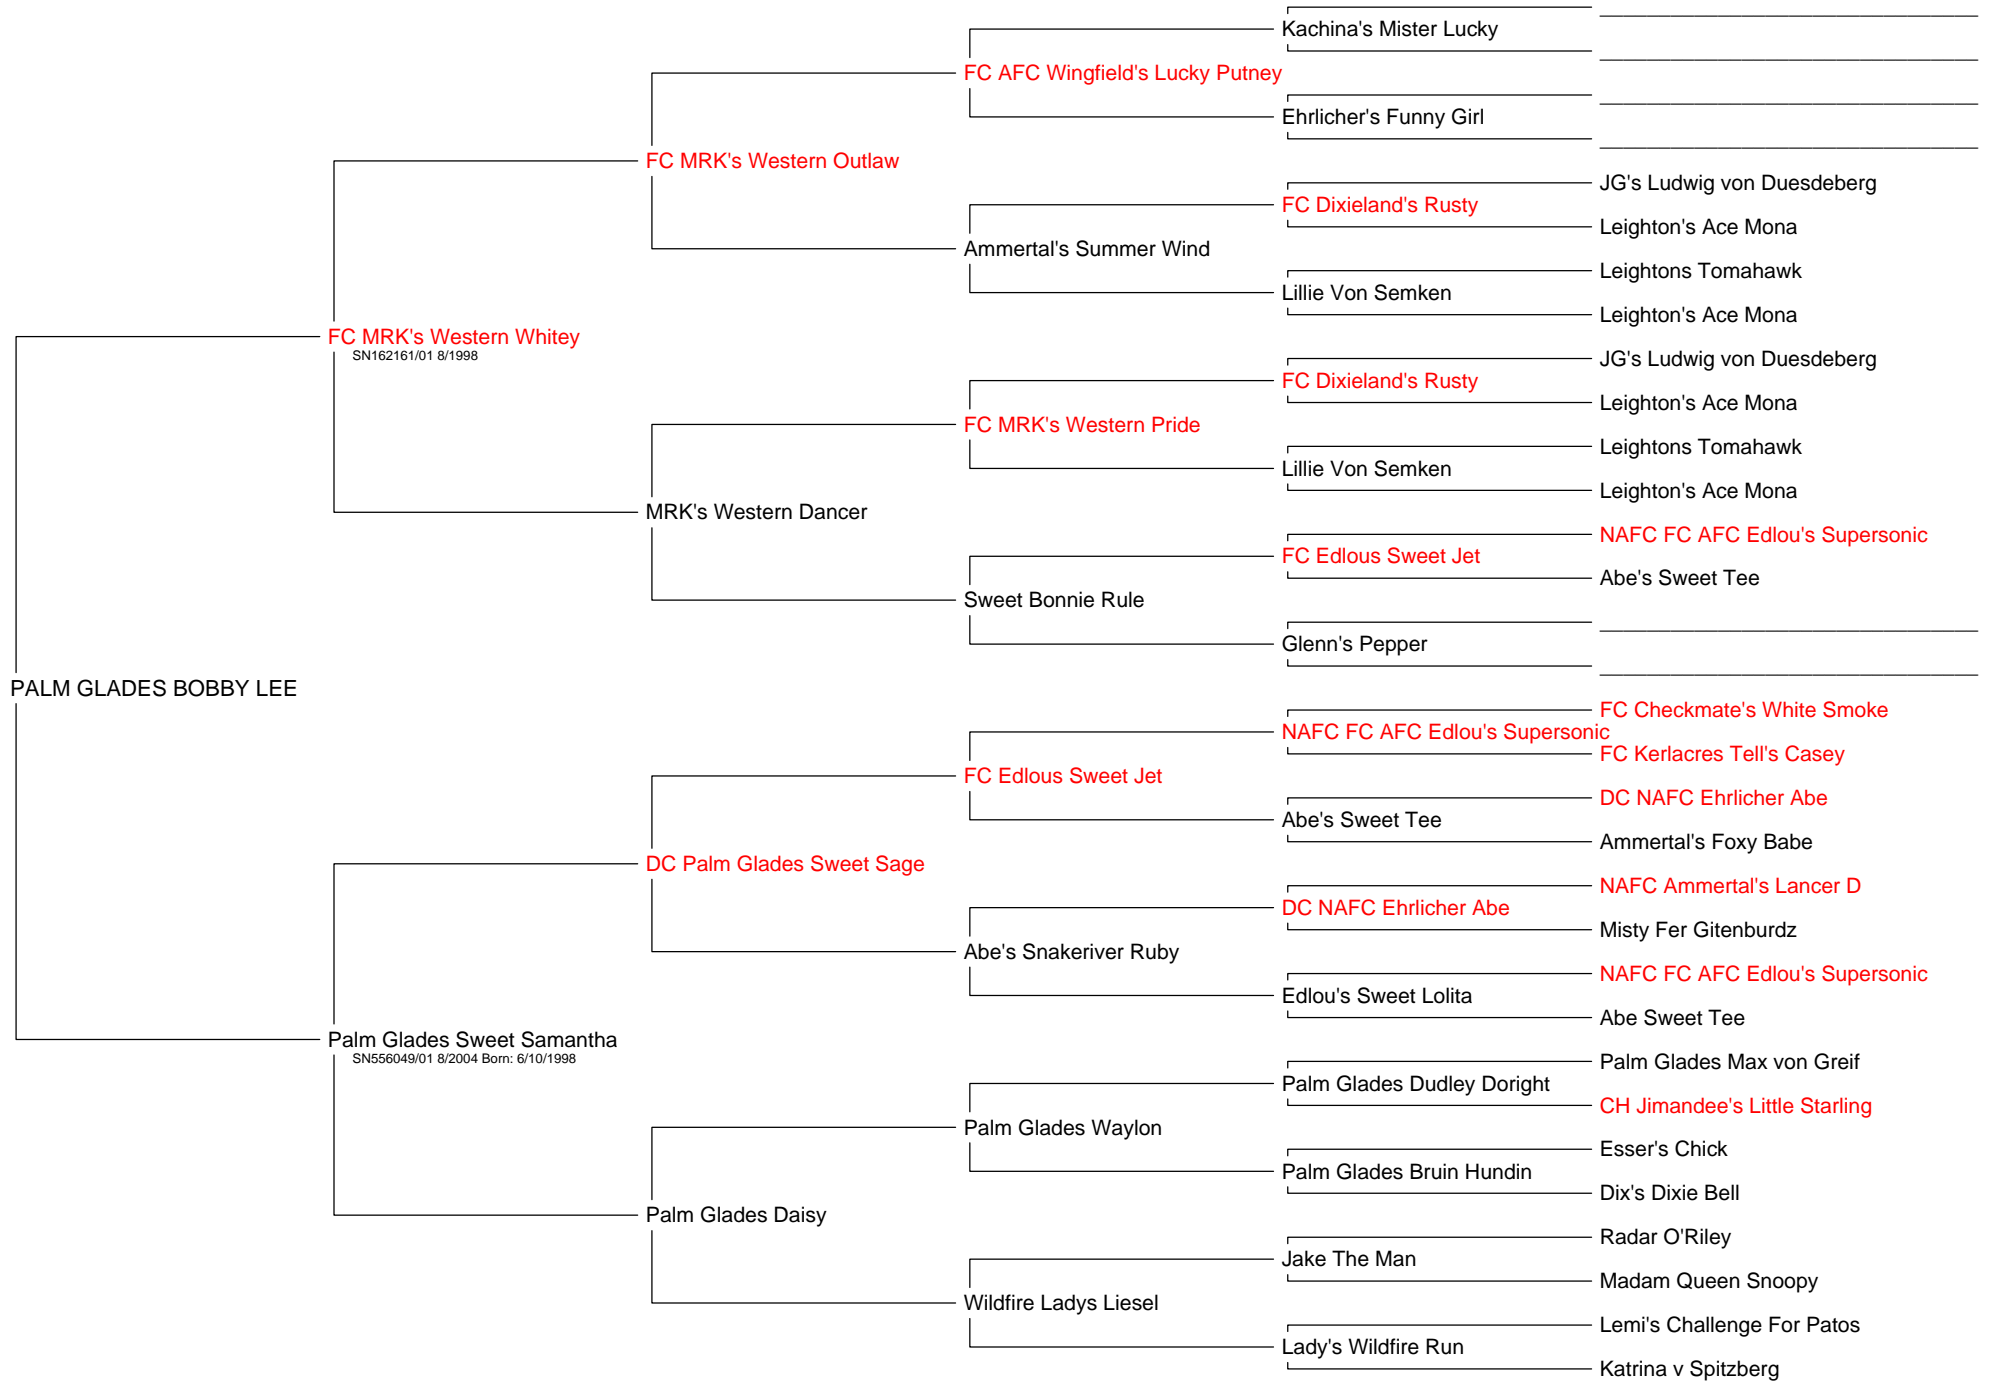 Kachina's Mister Lucky
FC AFC Wingfield's Lucky Putney
Ehrlicher's Funny Girl
FC MRK's Western Outlaw
JG's Ludwig von Duesdeberg
FC Dixieland's Rusty
Leighton's Ace Mona
Ammertal's Summer Wind
Leightons Tomahawk
Lillie Von Semken
Leighton's Ace Mona
FC MRK's Western Whitey
SN162161/01 8/1998
JG's Ludwig von Duesdeberg
FC Dixieland's Rusty
Leighton's Ace Mona
FC MRK's Western Pride
Leightons Tomahawk
Lillie Von Semken
Leighton's Ace Mona
MRK's Western Dancer
NAFC FC AFC Edlou's Supersonic
FC Edlous Sweet Jet
Abe's Sweet Tee
Sweet Bonnie Rule
Glenn's Pepper
PALM GLADES BOBBY LEE
FC Checkmate's White Smoke
NAFC FC AFC Edlou's Supersonic
FC Kerlacres Tell's Casey
FC Edlous Sweet Jet
DC NAFC Ehrlicher Abe
Abe's Sweet Tee
Ammertal's Foxy Babe
DC Palm Glades Sweet Sage
NAFC Ammertal's Lancer D
DC NAFC Ehrlicher Abe
Misty Fer Gitenburdz
Abe's Snakeriver Ruby
NAFC FC AFC Edlou's Supersonic
Edlou's Sweet Lolita
Abe Sweet Tee
Palm Glades Sweet Samantha
SN556049/01 8/2004 Born: 6/10/1998
Palm Glades Max von Greif
Palm Glades Dudley Doright
CH Jimandee's Little Starling
Palm Glades Waylon
Esser's Chick
Palm Glades Bruin Hundin
Dix's Dixie Bell
Palm Glades Daisy
Radar O'Riley
Jake The Man
Madam Queen Snoopy
Wildfire Ladys Liesel
Lemi's Challenge For Patos
Lady's Wildfire Run
Katrina v Spitzberg